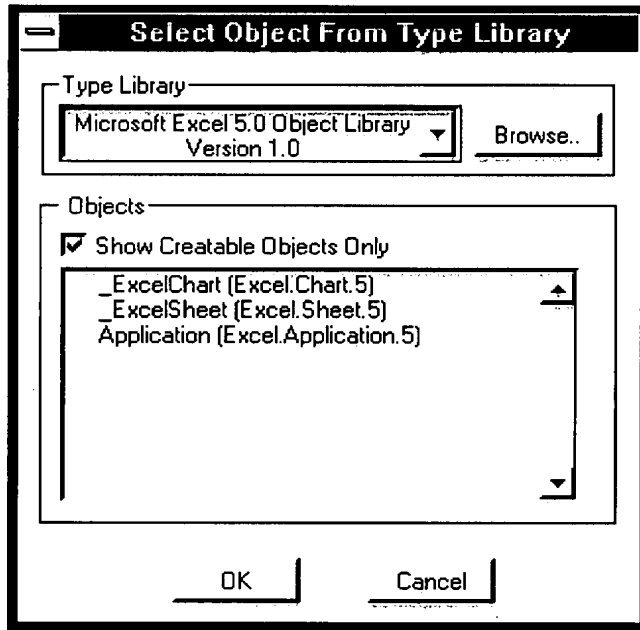 Select Object From Type Library
Type Library
Microsoft Excel 5.0 Object Library
Version 1.0
Browse..
Objects
Show Creatable Objects Only
_ExcelChart (Excel.Chart.5)
_ExcelSheet (Excel.Sheet.5)
Application (Excel.Application.5)
OK
Cancel